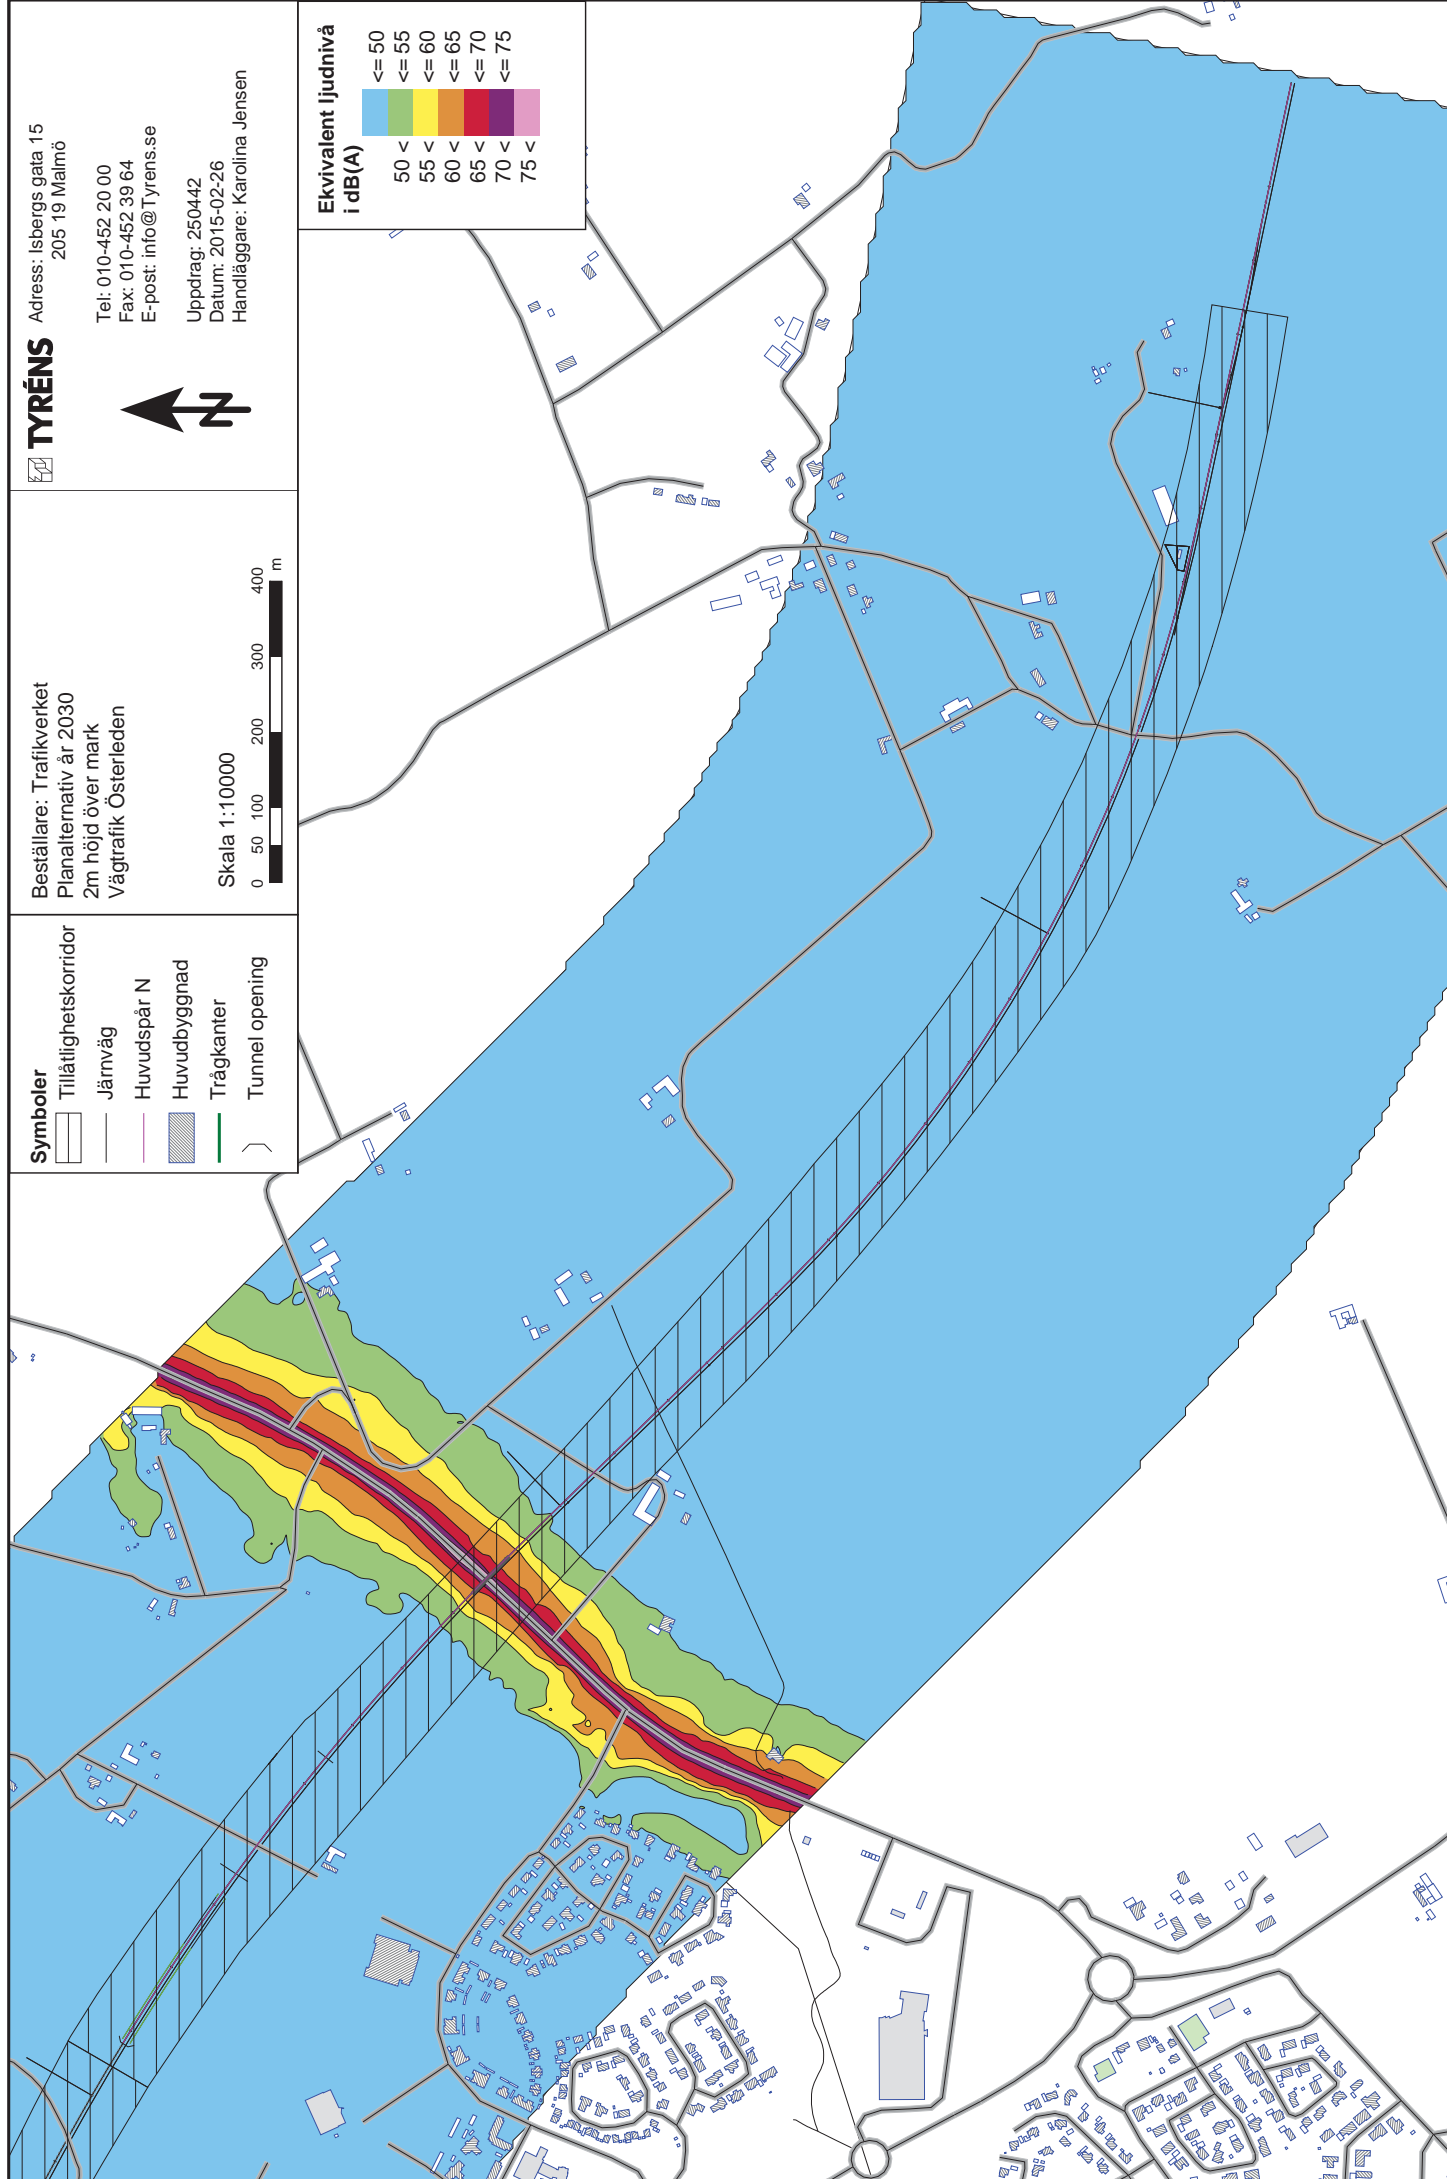 Symboler
Tillåtlighetskorridor
Järnväg
Huvudspår N
Huvudbyggnad
Trågkanter
Tunnel opening
Beställare: Trafikverket
Planalternativ år 2030
2m höjd över mark
Vägtrafik Österleden
Skala 1:10000
0 50 100 200 300 400
m
TYRÉNS
Adress: Isbergs gata 15
205 19 Malmö
Tel: 010-452 20 00
Fax: 010-452 39 64
E-post: info@Tyrens.se
Uppdrag: 250442
Datum: 2015-02-26
Handläggare: Karolina Jensen
N
Ekvivalent ljudnivå
i dB(A)
<= 50
50 < <= 55
55 < <= 60
60 < <= 65
65 < <= 70
70 < <= 75
75 <